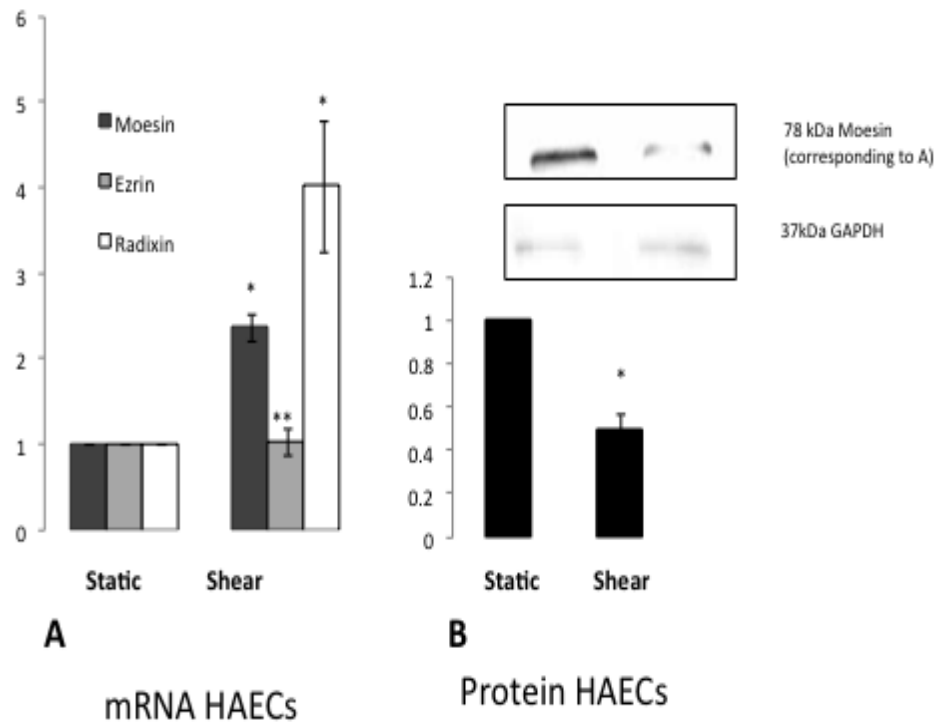 6
5
4
3
2
1
0
Moesin
Ezrin
Radixin
*
**
*
Static Shear
A
mRNA HAECs
78 kDa Moesin
(corresponding to A)
37kDa GAPDH
1.2
1
0.8
0.6
0.4
0.2
0
*
Static Shear
B
Protein HAECs